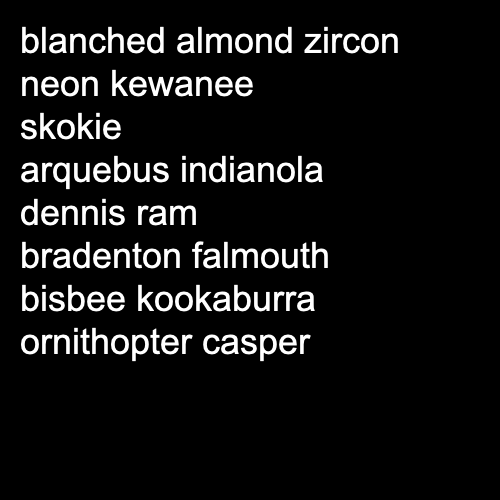 blanched almond zircon
neon kewanee
skokie
arquebus indianola
dennis ram
bradenton falmouth
bisbee kookaburra
ornithopter casper